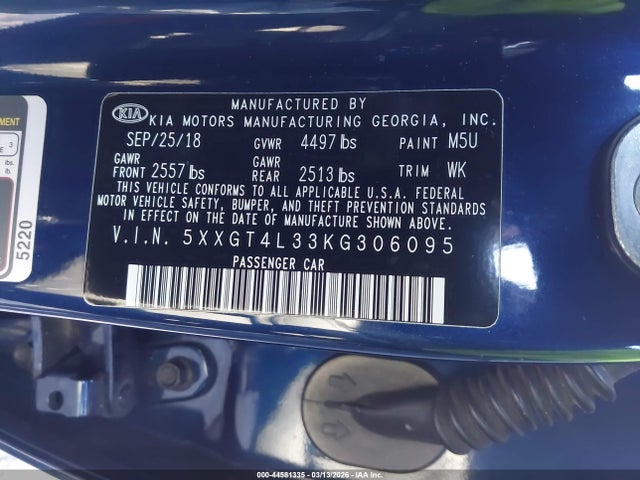 MANUFACTURED BY
KIA
KIA MOTORS MANUFACTURING GEORGIA, INC.
SEP/25/18 GVWR 4497 lbs PAINT M5U
GAWR FRONT 2557 lbs GAWR REAR 2513 lbs TRIM WK
THIS VEHICLE CONFORMS TO ALL APPLICABLE U.S.A. FEDERAL
MOTOR VEHICLE SAFETY, BUMPER, AND THEFT PREVENTION STANDARDS
IN EFFECT ON THE DATE OF MANUFACTURE SHOWN ABOVE.
V.I.N. 5XXGT4L33KG306095
PASSENGER CAR
3
lbs.
5220
000-44581335 - 03/13/2026 - IAA Inc.